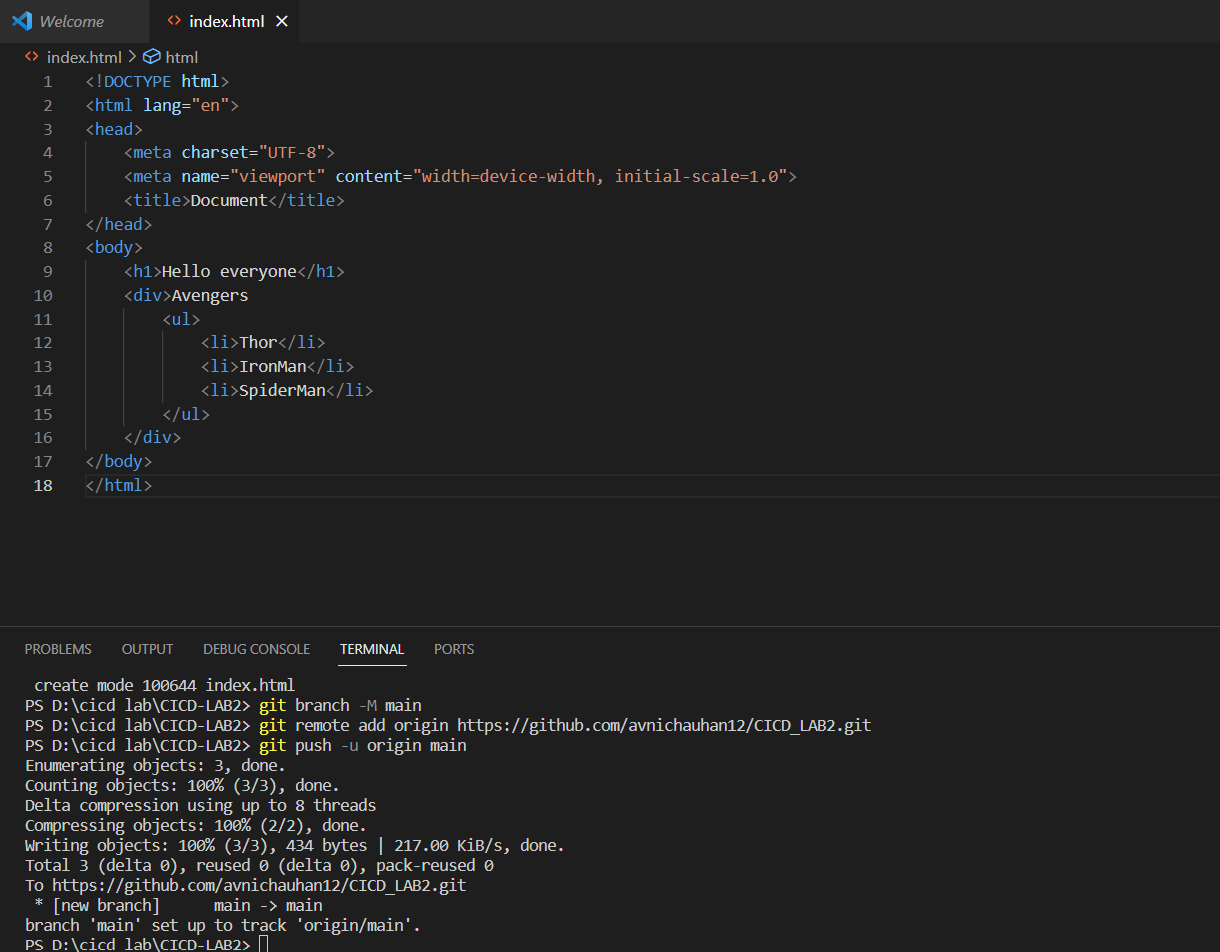 Welcome index.html
index.html > html
1 <!DOCTYPE html>
2 <html lang="en">
3 <head>
4     <meta charset="UTF-8">
5     <meta name="viewport" content="width=device-width, initial-scale=1.0">
6     <title>Document</title>
7 </head>
8 <body>
9     <h1>Hello everyone</h1>
10     <div>Avengers
11         <ul>
12             <li>Thor</li>
13             <li>IronMan</li>
14             <li>SpiderMan</li>
15         </ul>
16     </div>
17 </body>
18 </html>
PROBLEMS OUTPUT DEBUG CONSOLE TERMINAL PORTS
 create mode 100644 index.html
PS D:\cicd lab\CICD-LAB2> git branch -M main
PS D:\cicd lab\CICD-LAB2> git remote add origin https://github.com/avnichauhan12/CICD_LAB2.git
PS D:\cicd lab\CICD-LAB2> git push -u origin main
Enumerating objects: 3, done.
Counting objects: 100% (3/3), done.
Delta compression using up to 8 threads
Compressing objects: 100% (2/2), done.
Writing objects: 100% (3/3), 434 bytes | 217.00 KiB/s, done.
Total 3 (delta 0), reused 0 (delta 0), pack-reused 0
To https://github.com/avnichauhan12/CICD_LAB2.git
 * [new branch]      main -> main
branch 'main' set up to track 'origin/main'.
PS D:\cicd lab\CICD-LAB2>